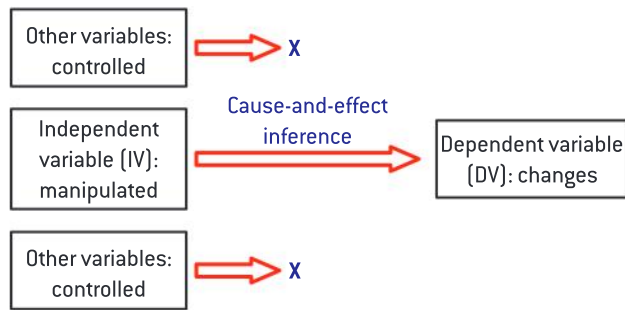 Other variables:
controlled
X
Cause-and-effect
inference
Independent
variable (IV):
manipulated
Dependent variable
(DV): changes
Other variables:
controlled
X